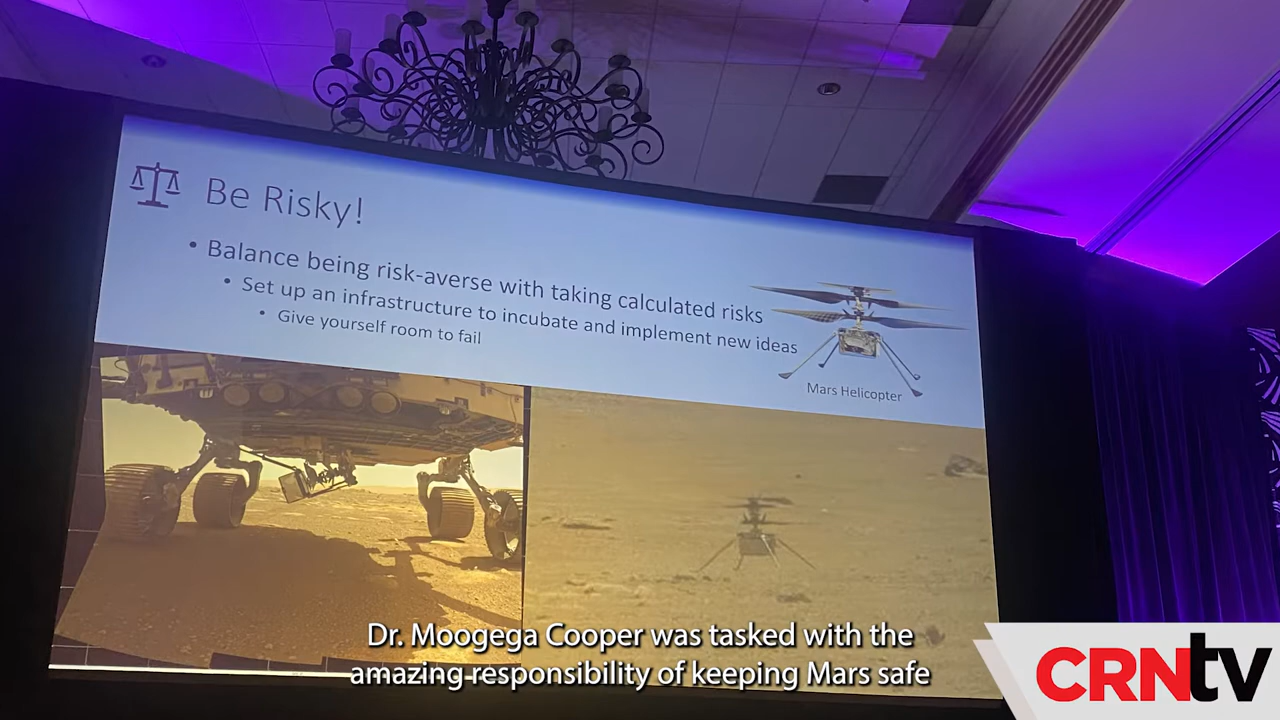 Be Risky!
• Balance being risk-averse with taking calculated risks
• Set up an infrastructure to incubate and implement new ideas
• Give yourself room to fail
Mars Helicopter
Dr. Moogega Cooper was tasked with the
amazing responsibility of keeping Mars safe
CRNtv